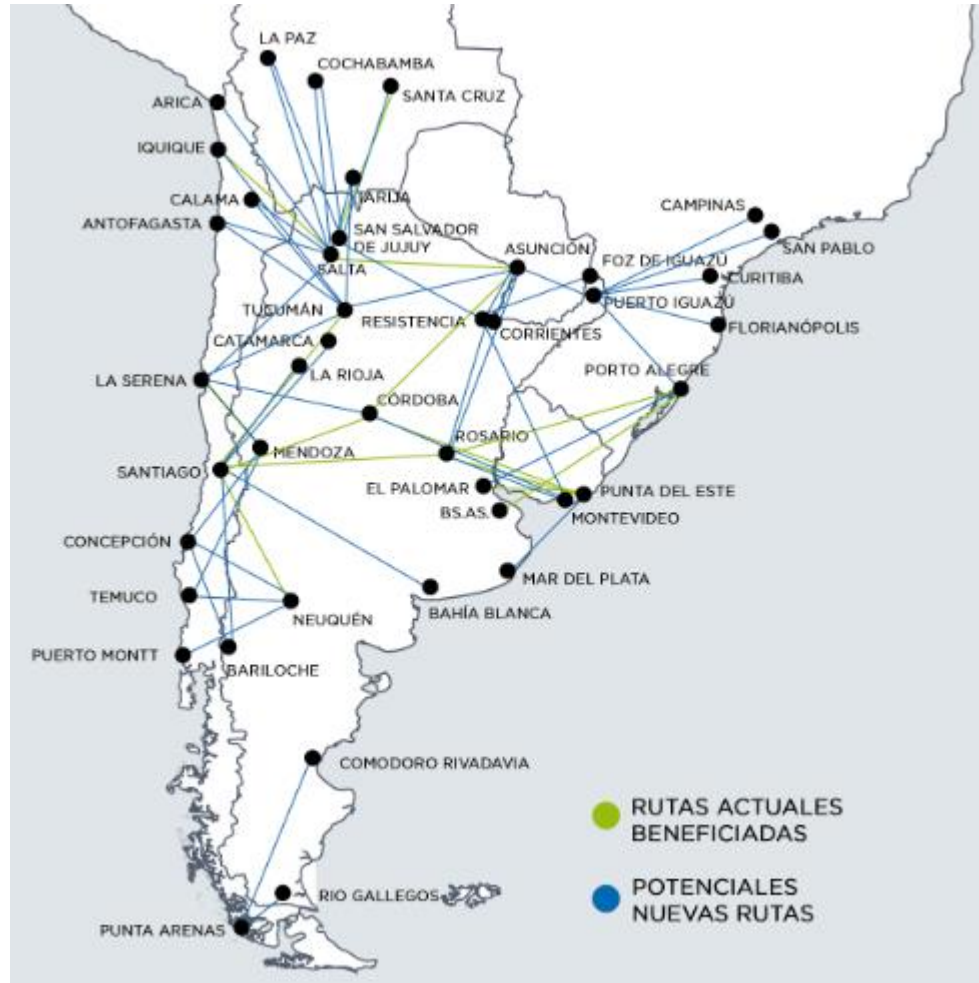 LA PAZ
COCHABAMBA
SANTA CRUZ
ARICA
IQUIQUE
CALAMA
TARIJA
ANTOFAGASTA
SAN SALVADOR
DE JUJUY
SALTA
ASUNCIÓN
CAMPINAS
SAN PABLO
FOZ DE IGUAZÚ
CURITIBA
PUERTO IGUAZÚ
TUCUMÁN
RESISTENCIA
CORRIENTES
FLORIANÓPOLIS
CATAMARCA
LA RIOJA
PORTO ALEGRE
LA SERENA
CÓRDOBA
ROSARIO
MENDOZA
SANTIAGO
EL PALOMAR
PUNTA DEL ESTE
BS.AS.
MONTEVIDEO
CONCEPCIÓN
MAR DEL PLATA
TEMUCO
NEUQUÉN
BAHÍA BLANCA
PUERTO MONTT
BARILOCHE
COMODORO RIVADAVIA
RUTAS ACTUALES
BENEFICIADAS
RIO GALLEGOS
POTENCIALES
NUEVAS RUTAS
PUNTA ARENAS